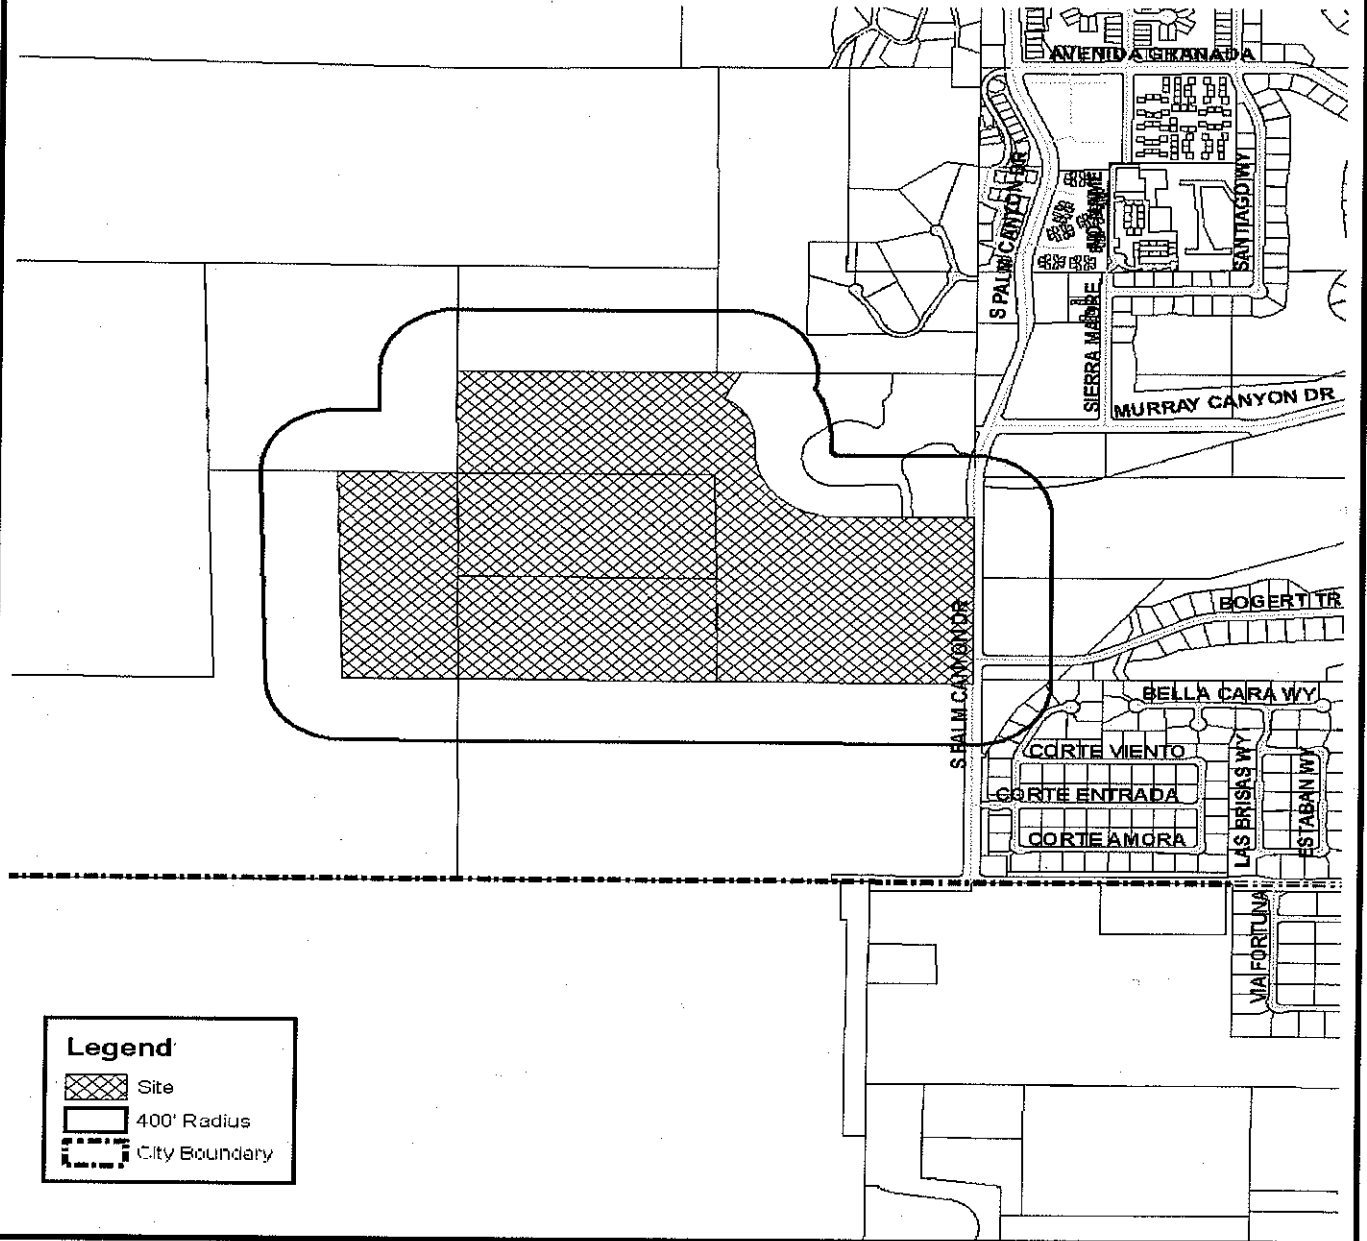 AVENIDA GRANADA
S PALM CANYON DR
SANTIAGO WY
SIERRA MADRE
MURRAY CANYON DR
BOGERT TR
S PALM CANYON DR
BELLA CARA WY
CORTE VIENTO
CORTE ENTRADA
CORTE AMORA
LAS BRISAS WY
ESTABAN WY
VIA FORTUNA
Legend
Site
400' Radius
City Boundary